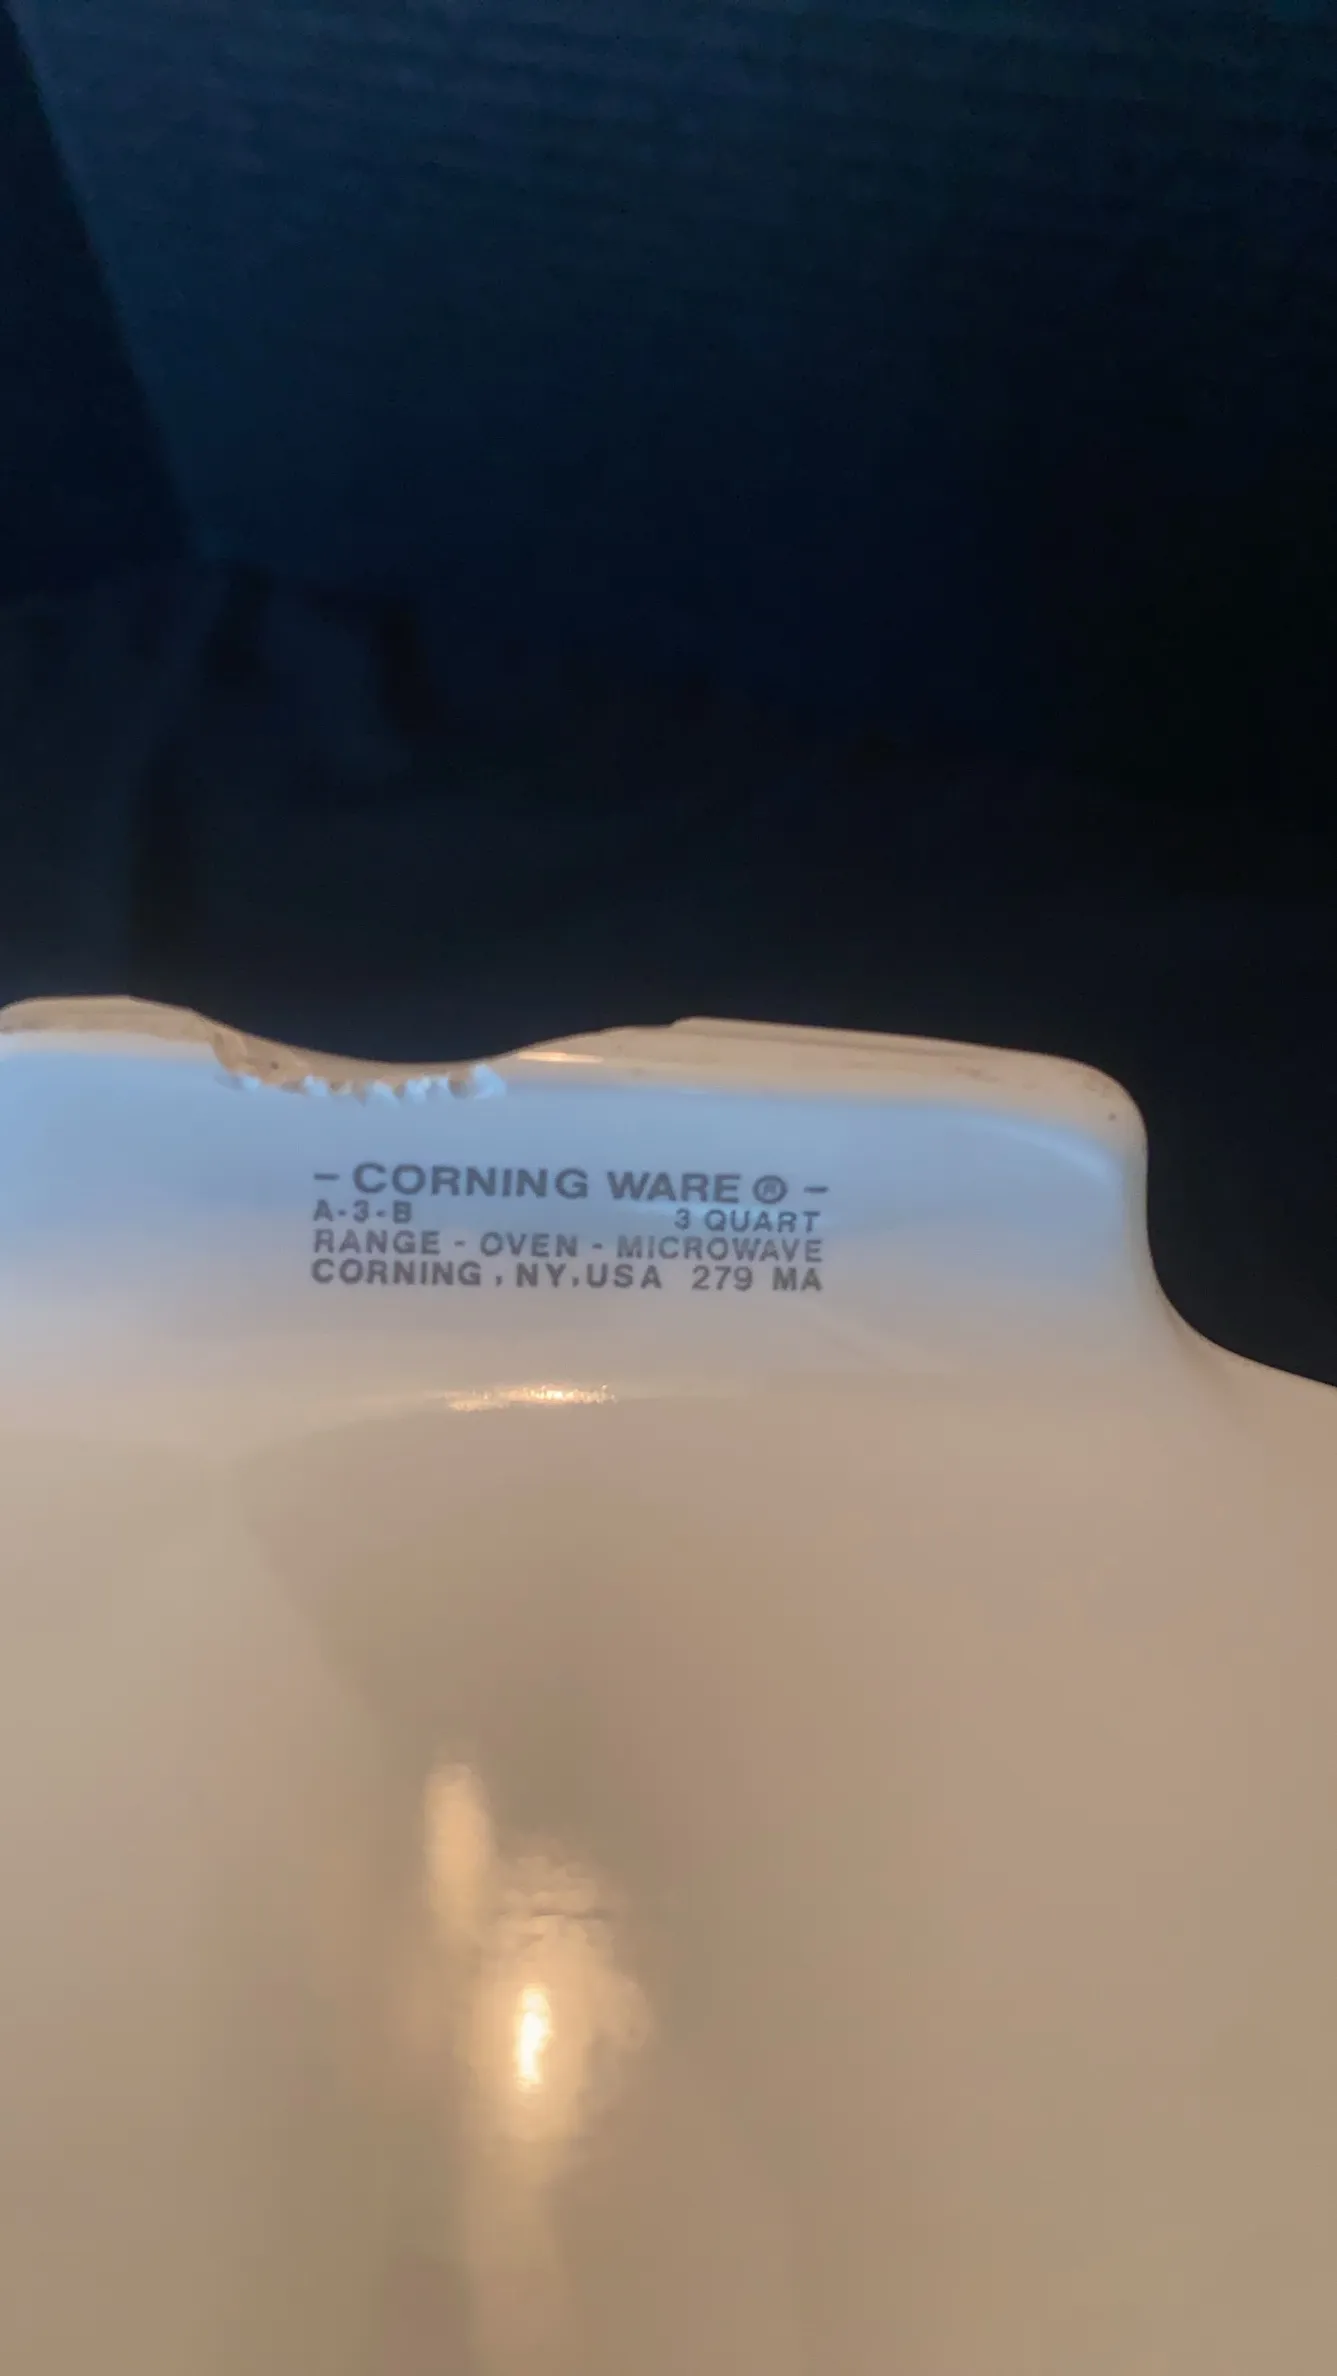 - CORNING WARE ® -
A-3-B 3 QUART
RANGE - OVEN - MICROWAVE
CORNING, NY, USA 279 MA